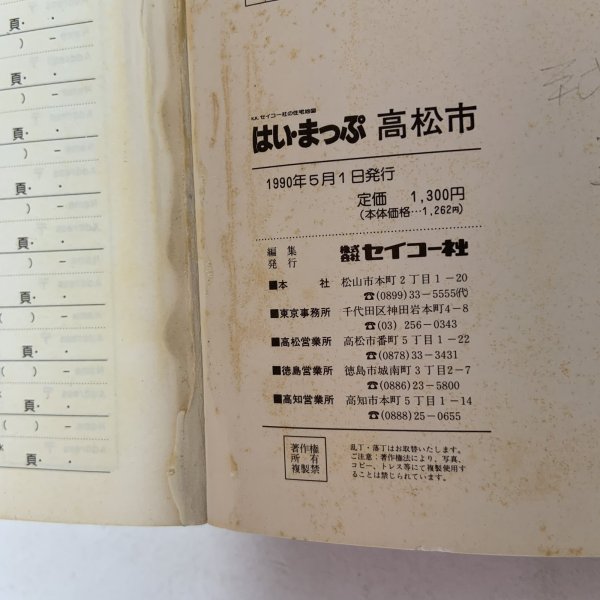 頁・ ・
( ) −
頁・ ・
( ) −
頁・ ・
( ) −
頁・ ・
( ) −
頁・ ・
( ) −
頁・ ・
( ) −
頁・ ・
( ) −
頁・ ・
( ) −
頁・ ・
K.K.セイコー社の住宅地図
はい・まっぷ 高松市
1990年5月1日発行
定価 1,300円
(本体価格…1,262円)
編集
発行
株式会社 セイコー社
■本 社 松山市本町2丁目1−20
☎(0899)33−5555(代)
■東京事務所 千代田区神田岩本町4−8
☎(03) 256−0343
■高松営業所 高松市番町5丁目1−22
☎(0878)33−3431
■徳島営業所 徳島市城南町3丁目2−7
☎(0886)23−5800
■高知営業所 高知市本町5丁目1−14
☎(0888)25−0655
著作権
所 有
複製禁
乱丁・落丁はお取替いたします。
ご注意:著作権法により、写真、
コピー、トレス等にて複製使用す
ることは禁じられています。